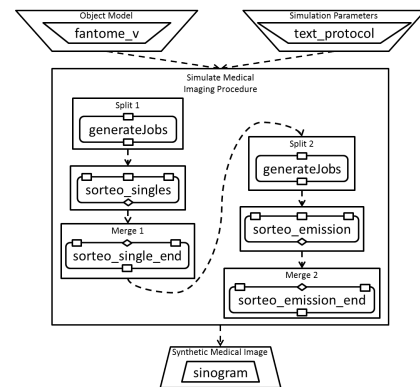 Object Model
fantome_v
Simulation Parameters
text_protocol
Simulate Medical
Imaging Procedure
Split 1
generateJobs
sorteo_singles
Merge 1
sorteo_single_end
Split 2
generateJobs
sorteo_emission
Merge 2
sorteo_emission_end
Synthetic Medical Image
sinogram